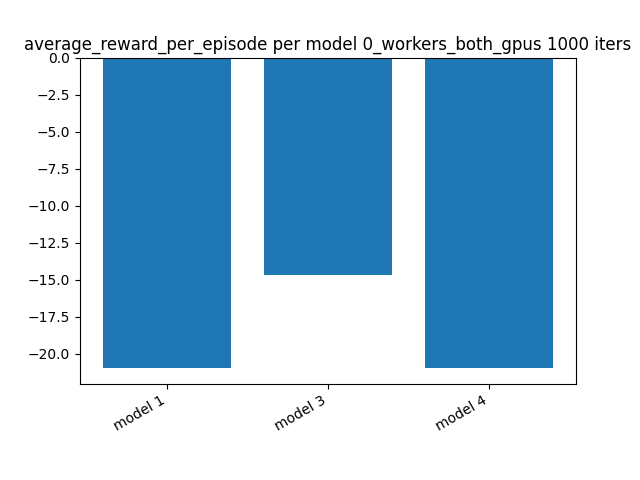 average_reward_per_episode per model 0_workers_both_gpus 1000 iters
0.0
−2.5
−5.0
−7.5
−10.0
−12.5
−15.0
−17.5
−20.0
model 1
model 3
model 4